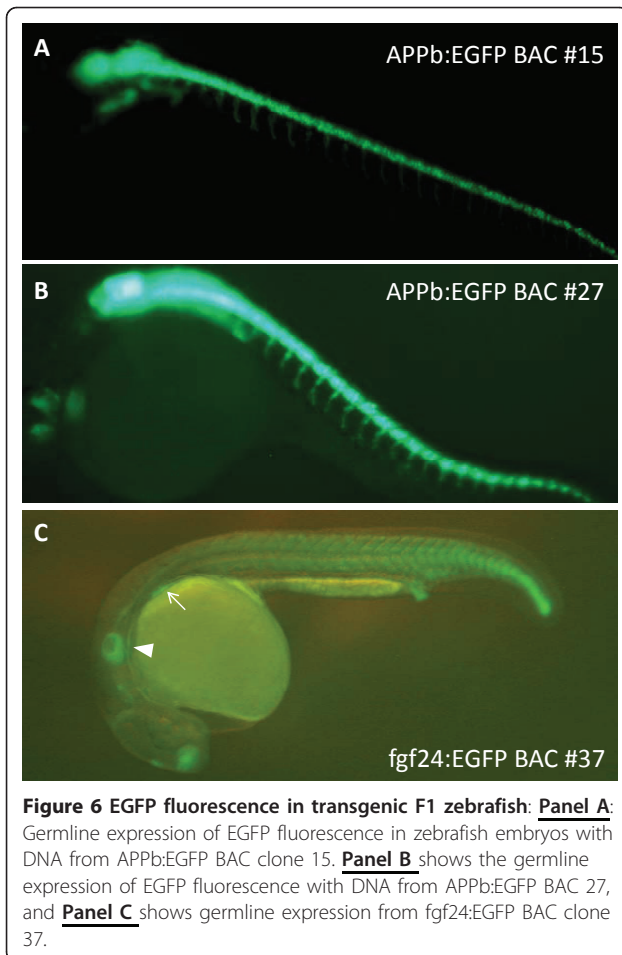 A
APPb:EGFP BAC #15
B
APPb:EGFP BAC #27
C
fgf24:EGFP BAC #37
Figure 6 EGFP fluorescence in transgenic F1 zebrafish: Panel A:
Germline expression of EGFP fluorescence in zebrafish embryos with
DNA from APPb:EGFP BAC clone 15. Panel B shows the germline
expression of EGFP fluorescence with DNA from APPb:EGFP BAC 27,
and Panel C shows germline expression from fgf24:EGFP BAC clone
37.